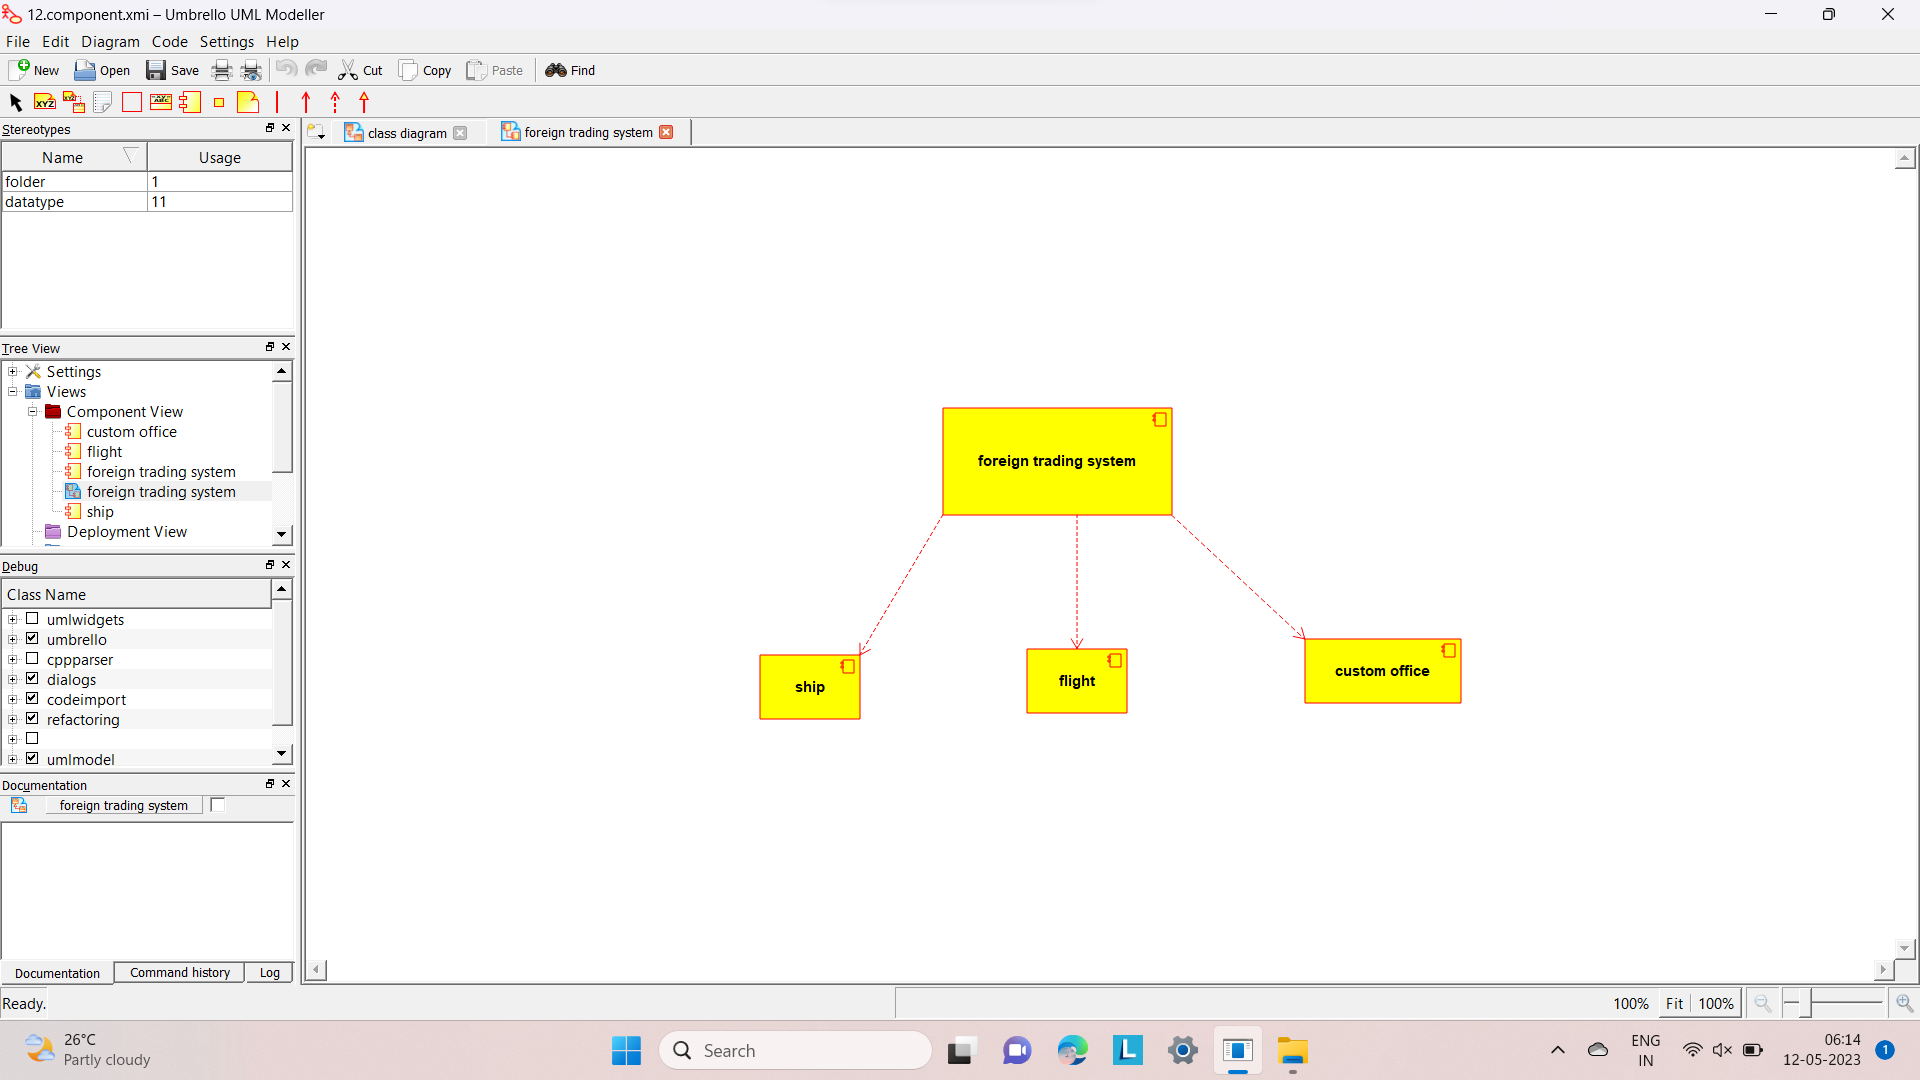 12.component.xmi – Umbrello UML Modeller
File Edit Diagram Code Settings Help
New Open Save Cut Copy Paste Find
XYZ
Stereotypes
class diagram
foreign trading system
Name Usage
folder 1
datatype 11
Tree View
Settings
Views
Component View
custom office
flight
foreign trading system
foreign trading system
ship
Deployment View
foreign trading system
ship
flight
custom office
Debug
Class Name
umlwidgets
umbrello
cppparser
dialogs
codeimport
refactoring
umlmodel
Documentation
foreign trading system
Documentation Command history Log
Ready.
100% Fit 100%
26°C
Partly cloudy
Search
ENG
IN
06:14
12-05-2023
1